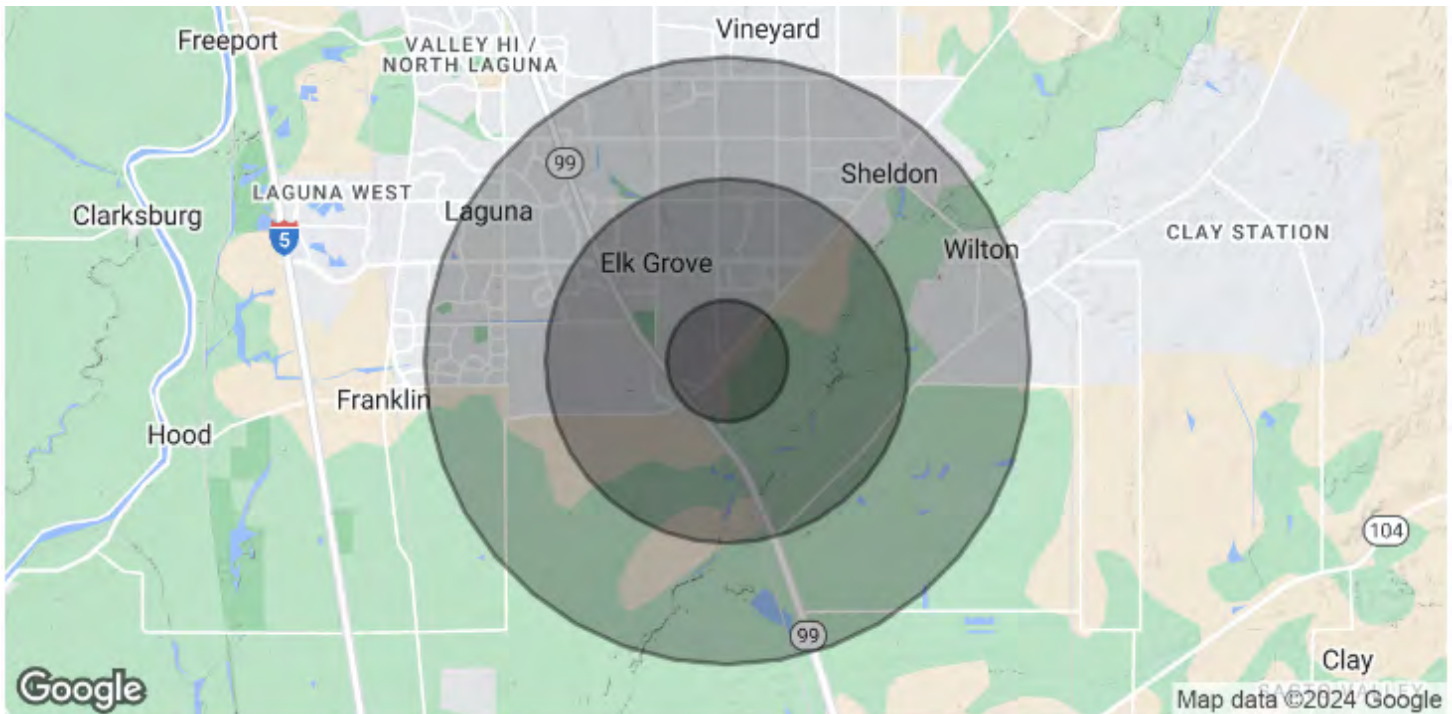 Vineyard
Freeport
VALLEY HI /
NORTH LAGUNA
99
Sheldon
LAGUNA WEST
Laguna
Clarksburg
5
CLAY STATION
Wilton
Elk Grove
Franklin
Hood
104
99
Clay
Google
Map data ©2024 Google